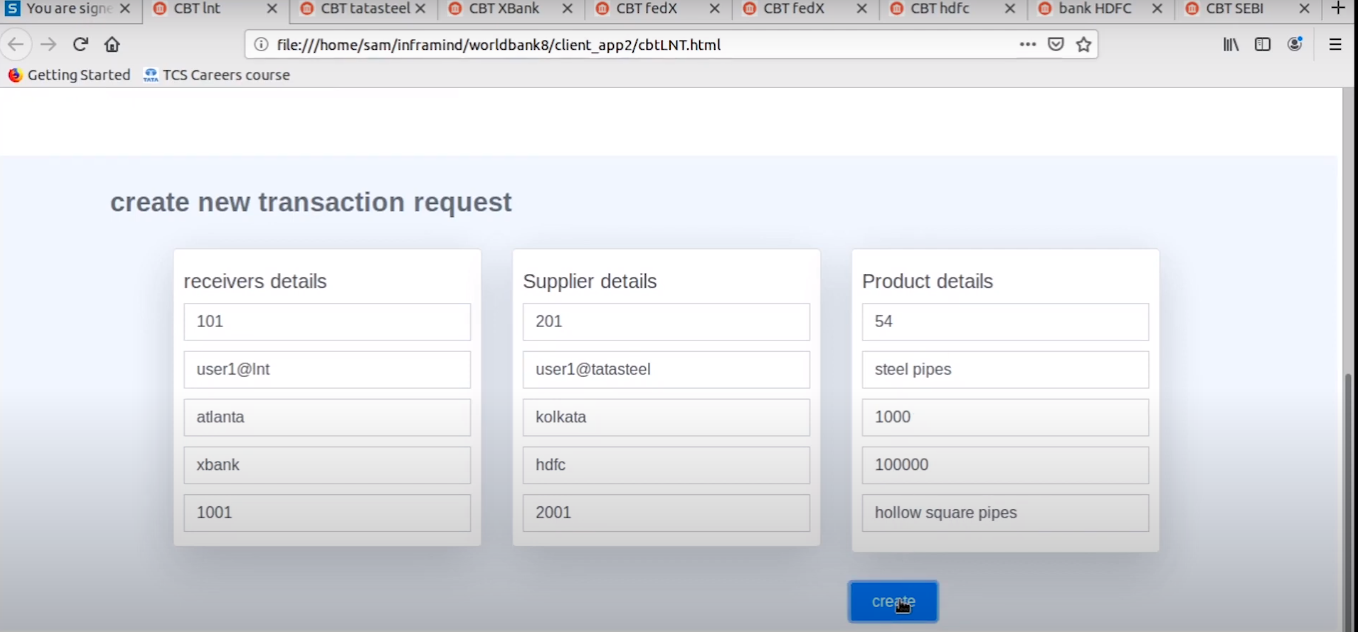 You are signe
CBT lnt
CBT tatasteel
CBT XBank
CBT fedX
CBT fedX
CBT hdfc
bank HDFC
CBT SEBI
file:///home/sam/inframind/worldbank8/client_app2/cbtLNT.html
Getting Started
TATA
TCS Careers course
create new transaction request
receivers details
101
user1@lnt
atlanta
xbank
1001
Supplier details
201
user1@tatasteel
kolkata
hdfc
2001
Product details
54
steel pipes
1000
100000
hollow square pipes
create